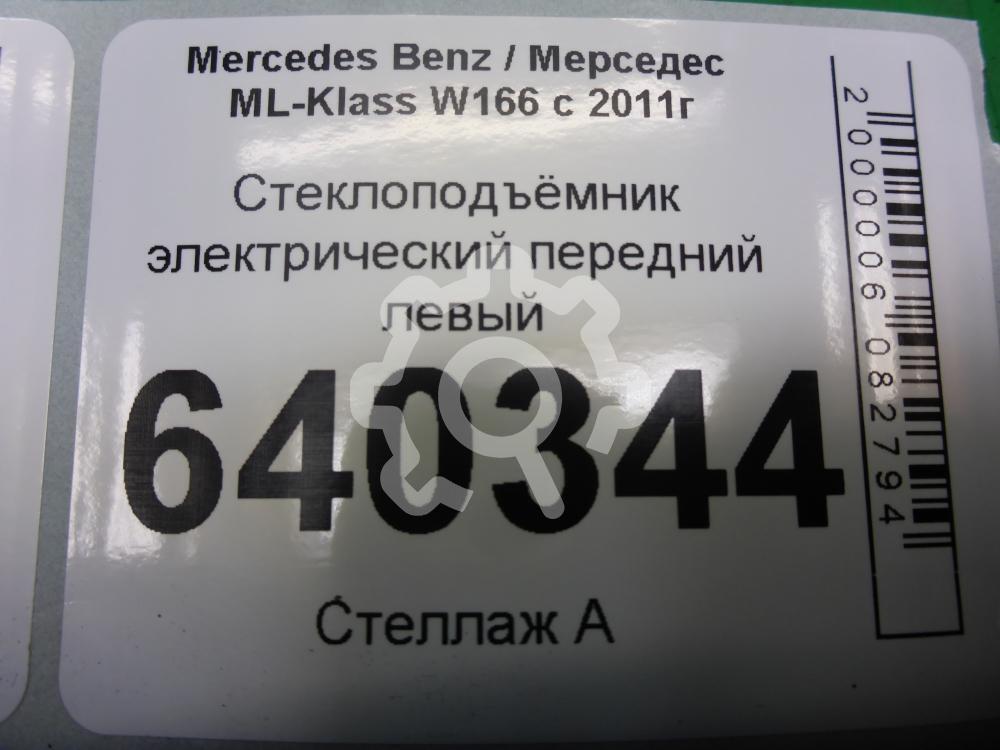 Mercedes Benz / Мерседес
ML-Klass W166 с 2011г
Стеклоподъёмник
электрический передний
левый
640344
Стеллаж А
2 000006 082794